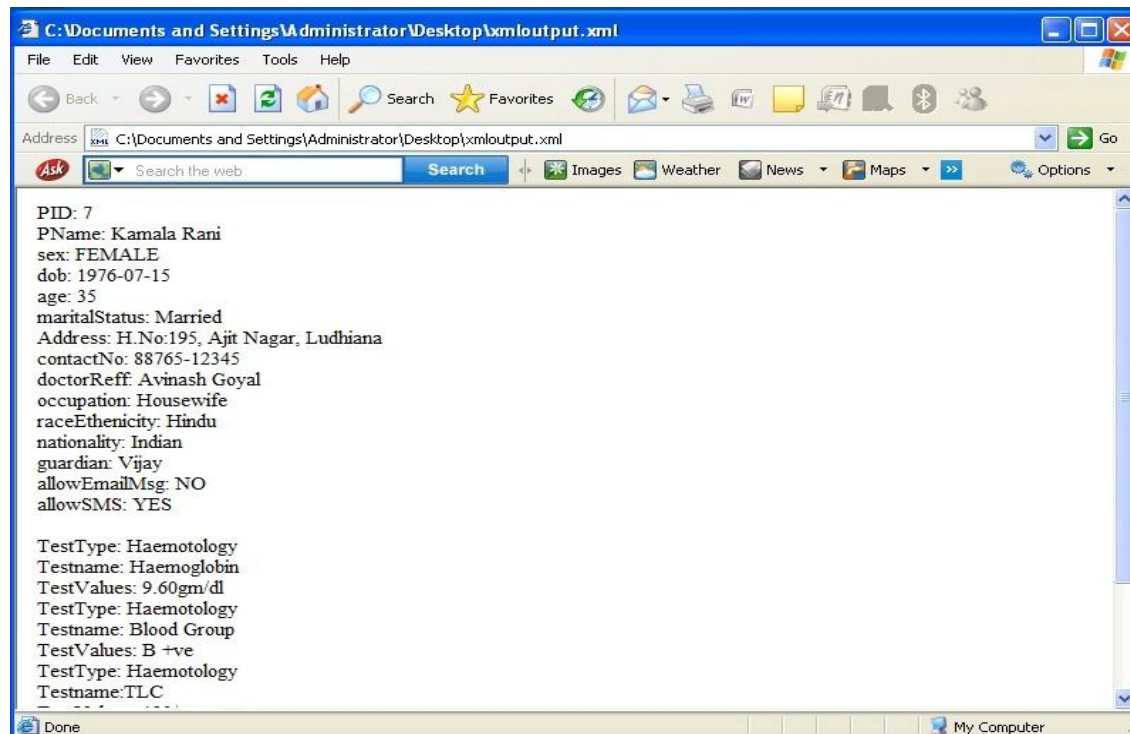 C:\Documents and Settings\Administrator\Desktop\xmloutput.xml
File Edit View Favorites Tools Help
Back Search Favorites
Address C:\Documents and Settings\Administrator\Desktop\xmloutput.xml Go
Ask Search the web Search Images Weather News Maps Options
PID: 7
PName: Kamala Rani
sex: FEMALE
dob: 1976-07-15
age: 35
maritalStatus: Married
Address: H.No:195, Ajit Nagar, Ludhiana
contactNo: 88765-12345
doctorReff: Avinash Goyal
occupation: Housewife
raceEthenicity: Hindu
nationality: Indian
guardian: Vijay
allowEmailMsg: NO
allowSMS: YES
TestType: Haemotology
Testname: Haemoglobin
TestValues: 9.60gm/dl
TestType: Haemotology
Testname: Blood Group
TestValues: B +ve
TestType: Haemotology
Testname:TLC
Done My Computer